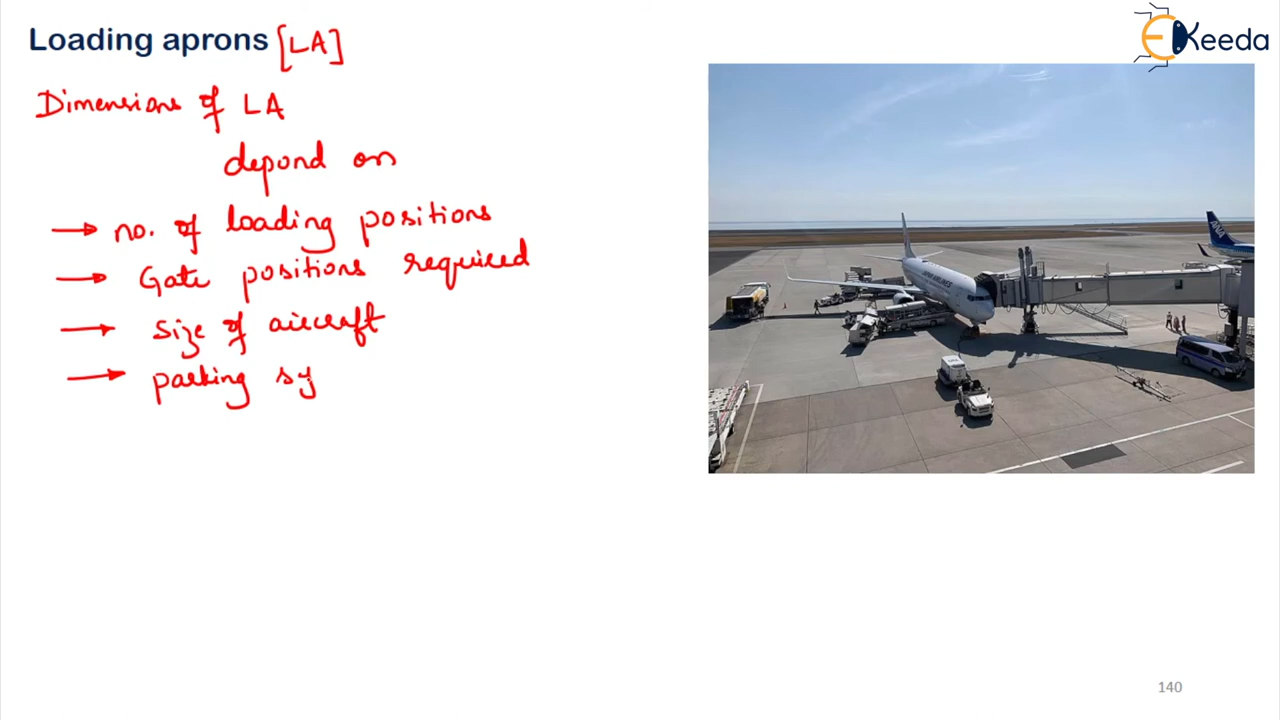 Loading aprons [LA]
Keeda
Dimensions of LA
depend on
→ no. of loading positions
→ Gate positions required
→ size of aircraft
→ parking sy
ANA
140